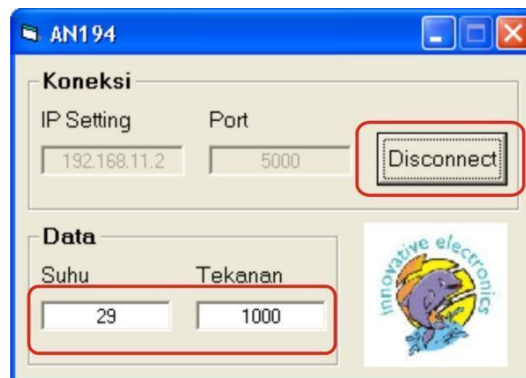 AN194
Koneksi
IP Setting Port
192.168.11.2 5000 Disconnect
Data
Suhu Tekanan
29 1000
innovative electronics